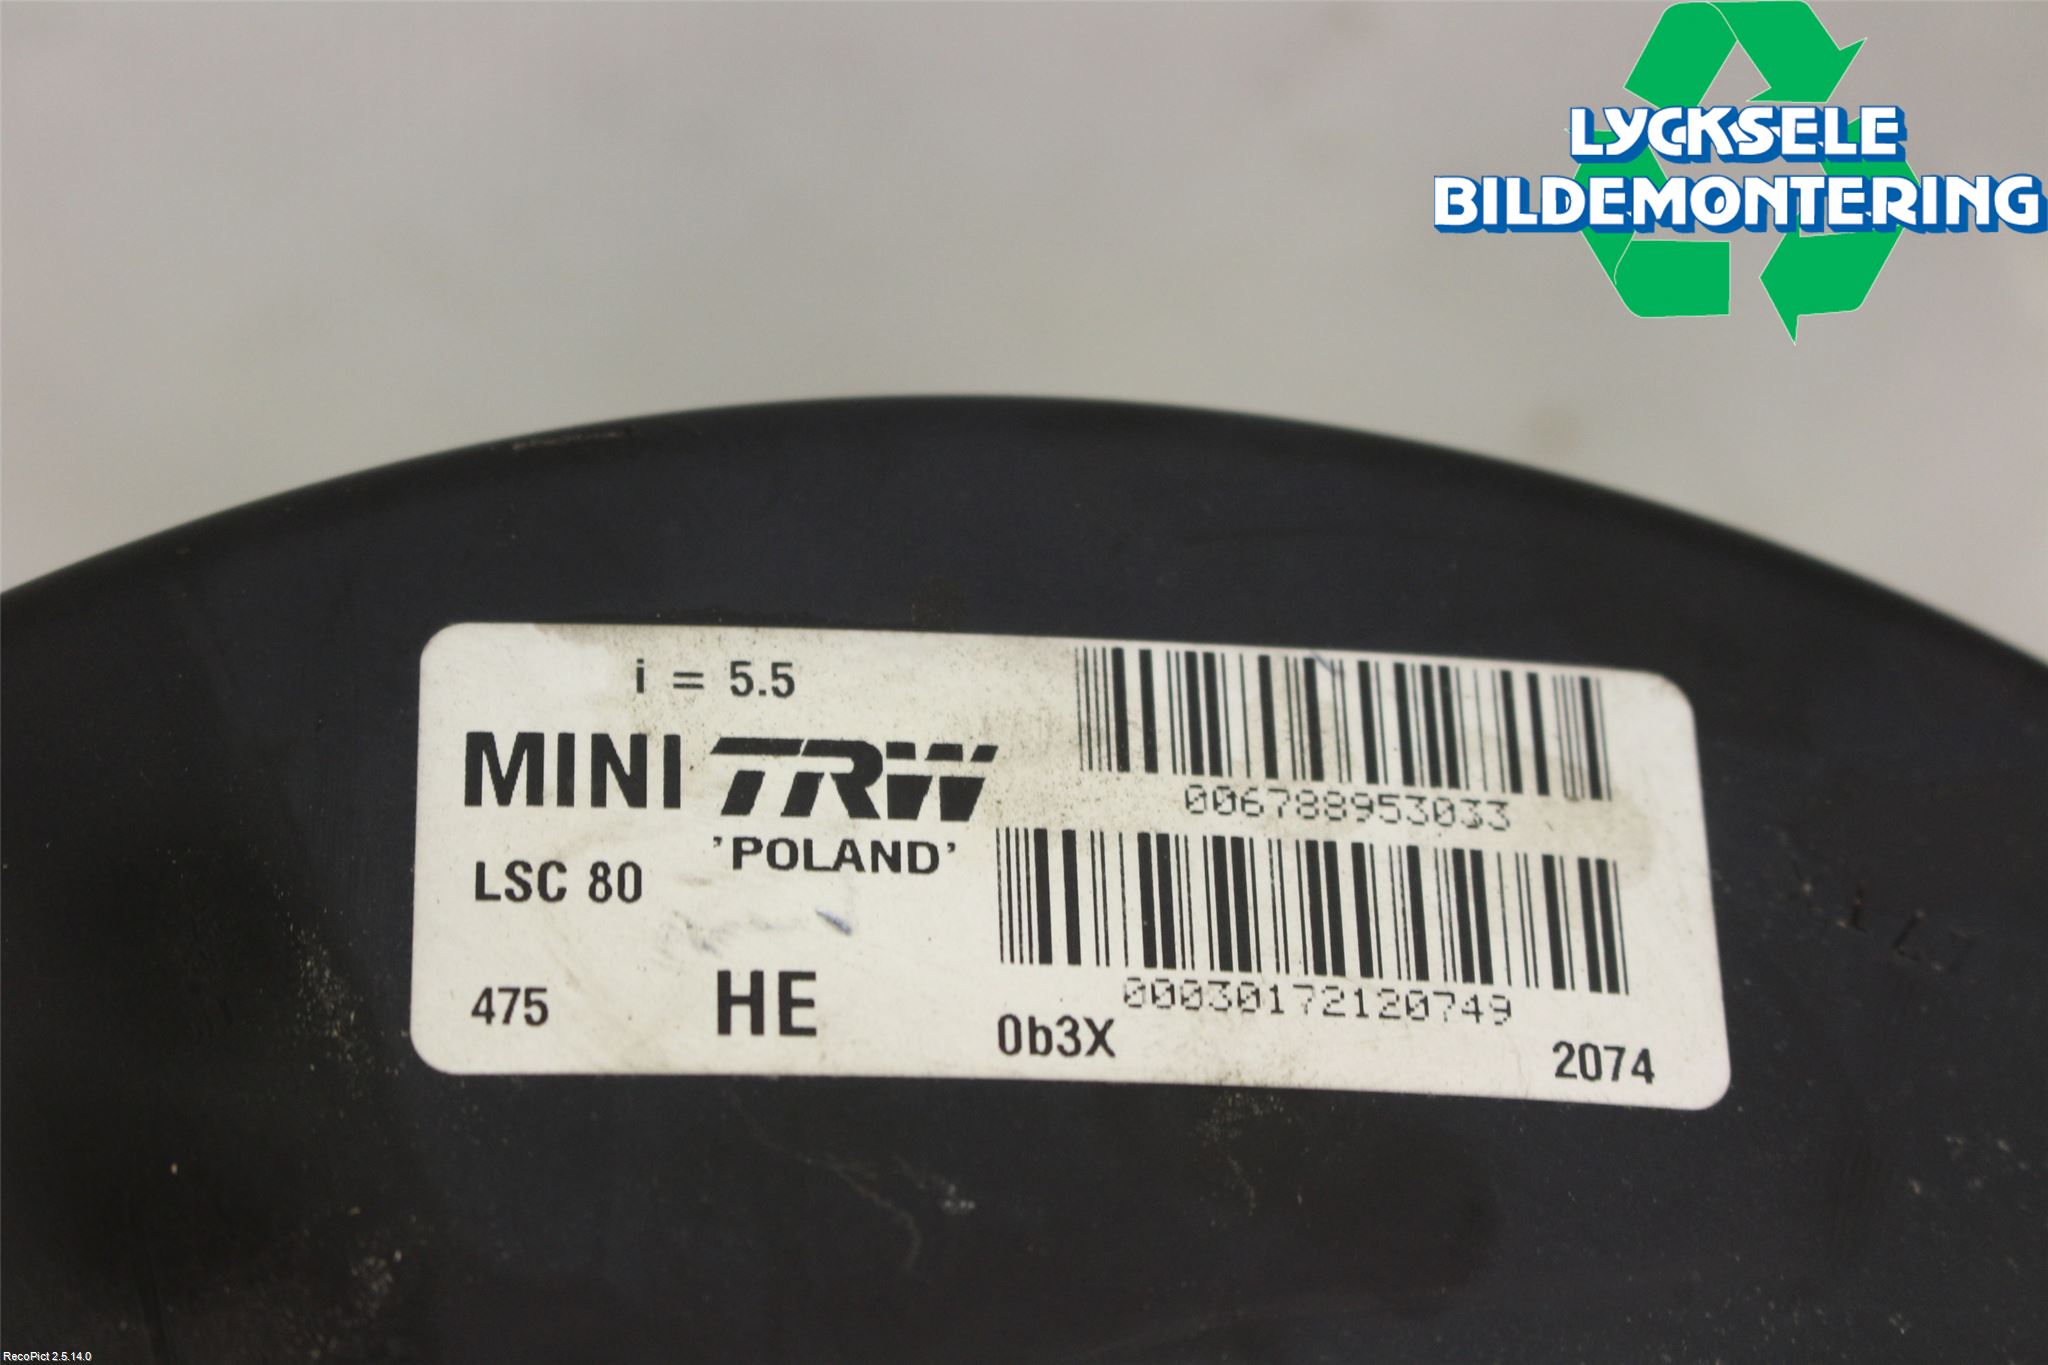 LYCKSELE
BILDEMONTERING
i = 5.5
MINI TRW
'POLAND'
LSC 80
475
HE
006788953033
00030172120749
0b3X
2074
RecoPict 2.5.14.0